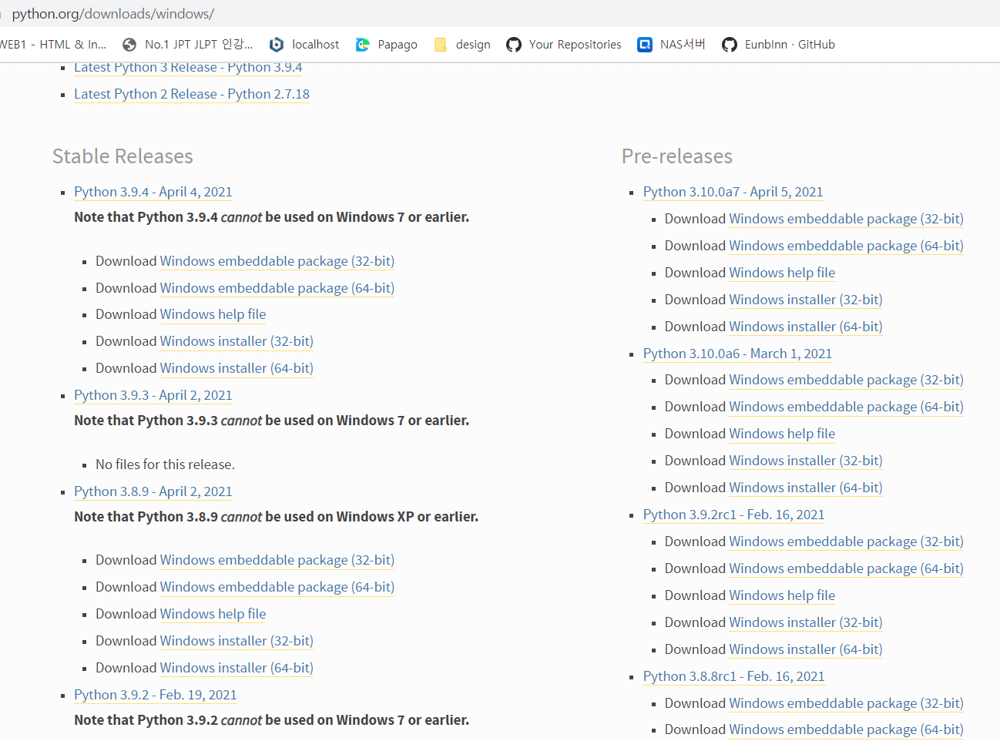 python.org/downloads/windows/
WEB1 - HTML & In... No.1 JPT JLPT 인강... localhost Papago design Your Repositories NAS서버 EunbInn · GitHub
Latest Python 3 Release - Python 3.9.4
Latest Python 2 Release - Python 2.7.18
Stable Releases
Python 3.9.4 - April 4, 2021
Note that Python 3.9.4 cannot be used on Windows 7 or earlier.
Download Windows embeddable package (32-bit)
Download Windows embeddable package (64-bit)
Download Windows help file
Download Windows installer (32-bit)
Download Windows installer (64-bit)
Python 3.9.3 - April 2, 2021
Note that Python 3.9.3 cannot be used on Windows 7 or earlier.
No files for this release.
Python 3.8.9 - April 2, 2021
Note that Python 3.8.9 cannot be used on Windows XP or earlier.
Download Windows embeddable package (32-bit)
Download Windows embeddable package (64-bit)
Download Windows help file
Download Windows installer (32-bit)
Download Windows installer (64-bit)
Python 3.9.2 - Feb. 19, 2021
Note that Python 3.9.2 cannot be used on Windows 7 or earlier.
Pre-releases
Python 3.10.0a7 - April 5, 2021
Download Windows embeddable package (32-bit)
Download Windows embeddable package (64-bit)
Download Windows help file
Download Windows installer (32-bit)
Download Windows installer (64-bit)
Python 3.10.0a6 - March 1, 2021
Download Windows embeddable package (32-bit)
Download Windows embeddable package (64-bit)
Download Windows help file
Download Windows installer (32-bit)
Download Windows installer (64-bit)
Python 3.9.2rc1 - Feb. 16, 2021
Download Windows embeddable package (32-bit)
Download Windows embeddable package (64-bit)
Download Windows help file
Download Windows installer (32-bit)
Download Windows installer (64-bit)
Python 3.8.8rc1 - Feb. 16, 2021
Download Windows embeddable package (32-bit)
Download Windows embeddable package (64-bit)